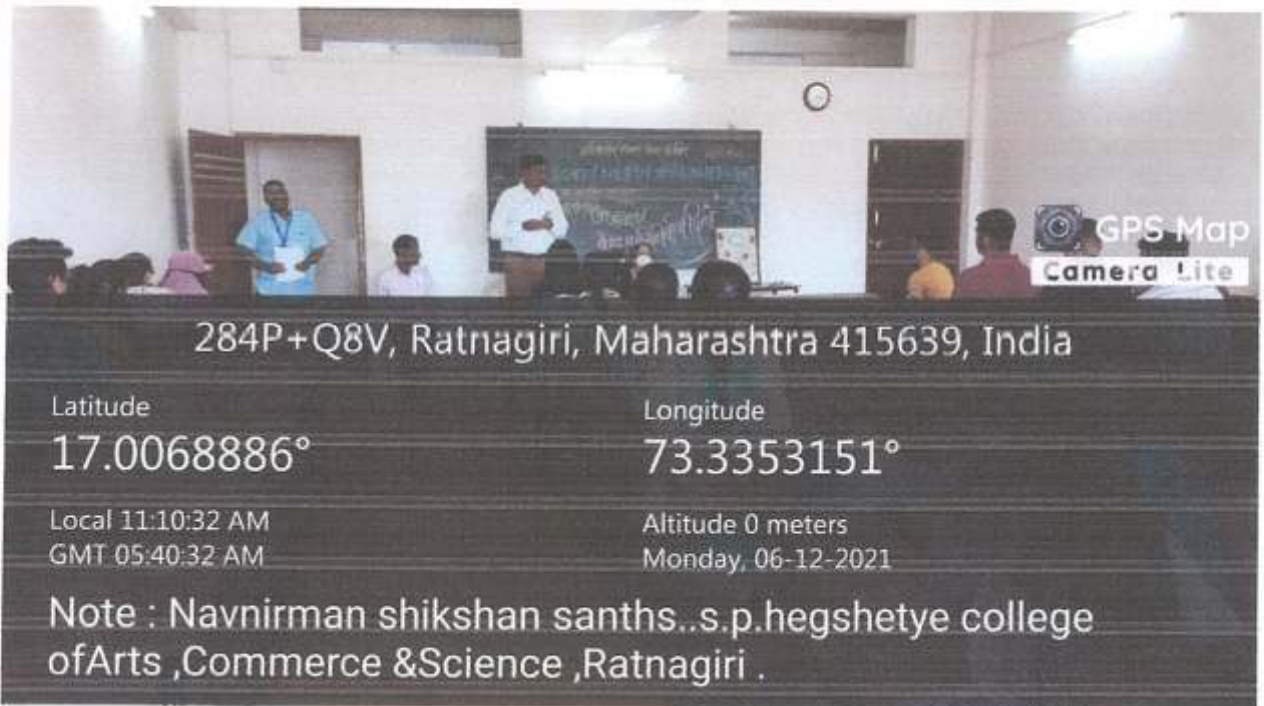 GPS Map
Camera Lite
284P+Q8V, Ratnagiri, Maharashtra 415639, India
Latitude
17.0068886°
Longitude
73.3353151°
Local 11:10:32 AM
GMT 05:40:32 AM
Altitude 0 meters
Monday, 06-12-2021
Note : Navnirman shikshan sanths..s.p.hegshetye college
ofArts ,Commerce &Science ,Ratnagiri .